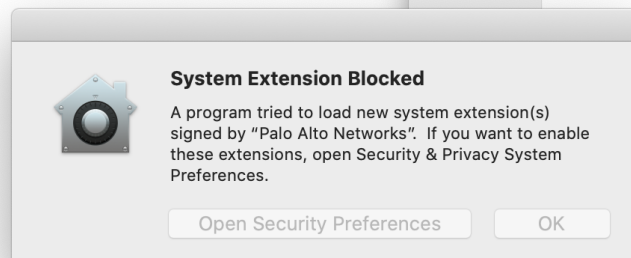 System Extension Blocked
A program tried to load new system extension(s)
signed by “Palo Alto Networks”.  If you want to enable
these extensions, open Security & Privacy System
Preferences.
Open Security Preferences
OK